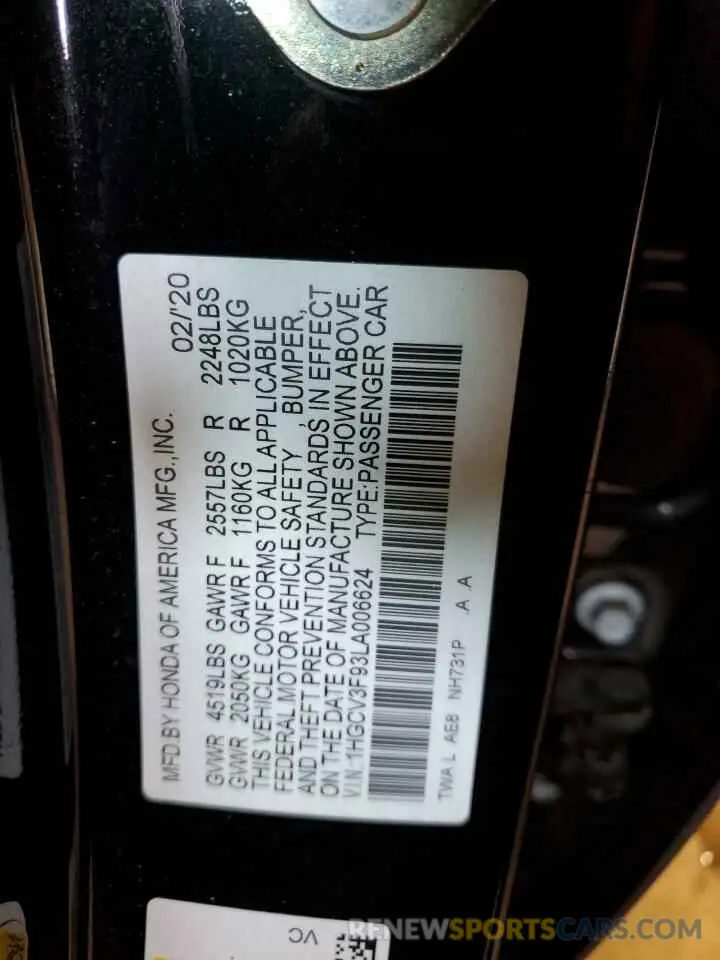 MFD.BY HONDA OF AMERICA MFG.,INC. 02/'20
GVWR 4519LBS GAWR F 2557LBS R 2248LBS
GVWR 2050KG GAWR F 1160KG R 1020KG
THIS VEHICLE CONFORMS TO ALL APPLICABLE
FEDERAL MOTOR VEHICLE SAFETY , BUMPER,
AND THEFT PREVENTION STANDARDS IN EFFECT
ON THE DATE OF MANUFACTURE SHOWN ABOVE.
V.I.N:1HGCV3F93LA006624 TYPE:PASSENGER CAR
TWA L AE8 NH731P .A .A
VC
RENEWSPORTSCARS.COM